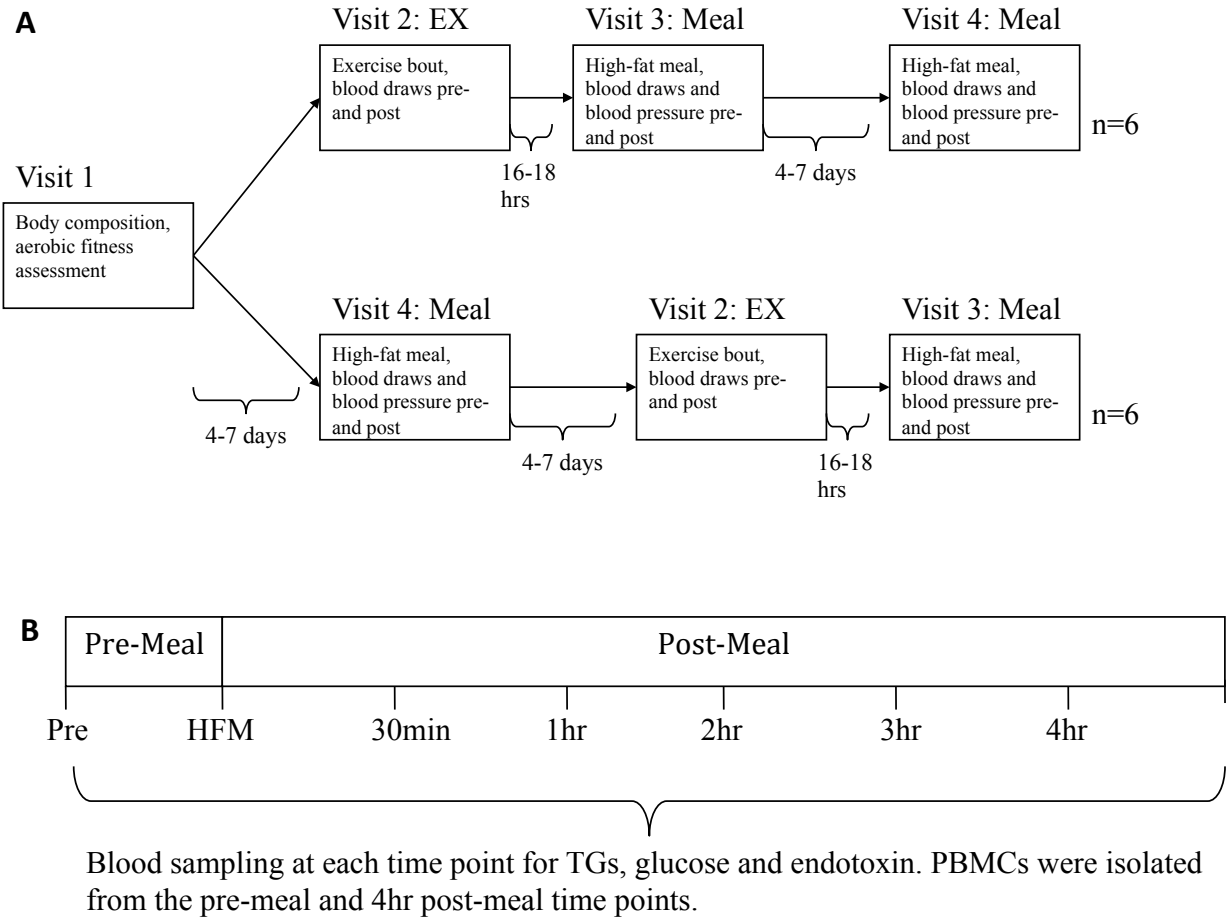 A
Visit 1
Body composition,
aerobic fitness
assessment
Visit 2: EX
Exercise bout,
blood draws pre-
and post
16-18
hrs
Visit 3: Meal
High-fat meal,
blood draws and
blood pressure pre-
and post
4-7 days
Visit 4: Meal
High-fat meal,
blood draws and
blood pressure pre-
and post
n=6
4-7 days
Visit 4: Meal
High-fat meal,
blood draws and
blood pressure pre-
and post
4-7 days
Visit 2: EX
Exercise bout,
blood draws pre-
and post
16-18
hrs
Visit 3: Meal
High-fat meal,
blood draws and
blood pressure pre-
and post
n=6
B
Pre-Meal
Post-Meal
Pre
HFM
30min
1hr
2hr
3hr
4hr
Blood sampling at each time point for TGs, glucose and endotoxin. PBMCs were isolated
from the pre-meal and 4hr post-meal time points.